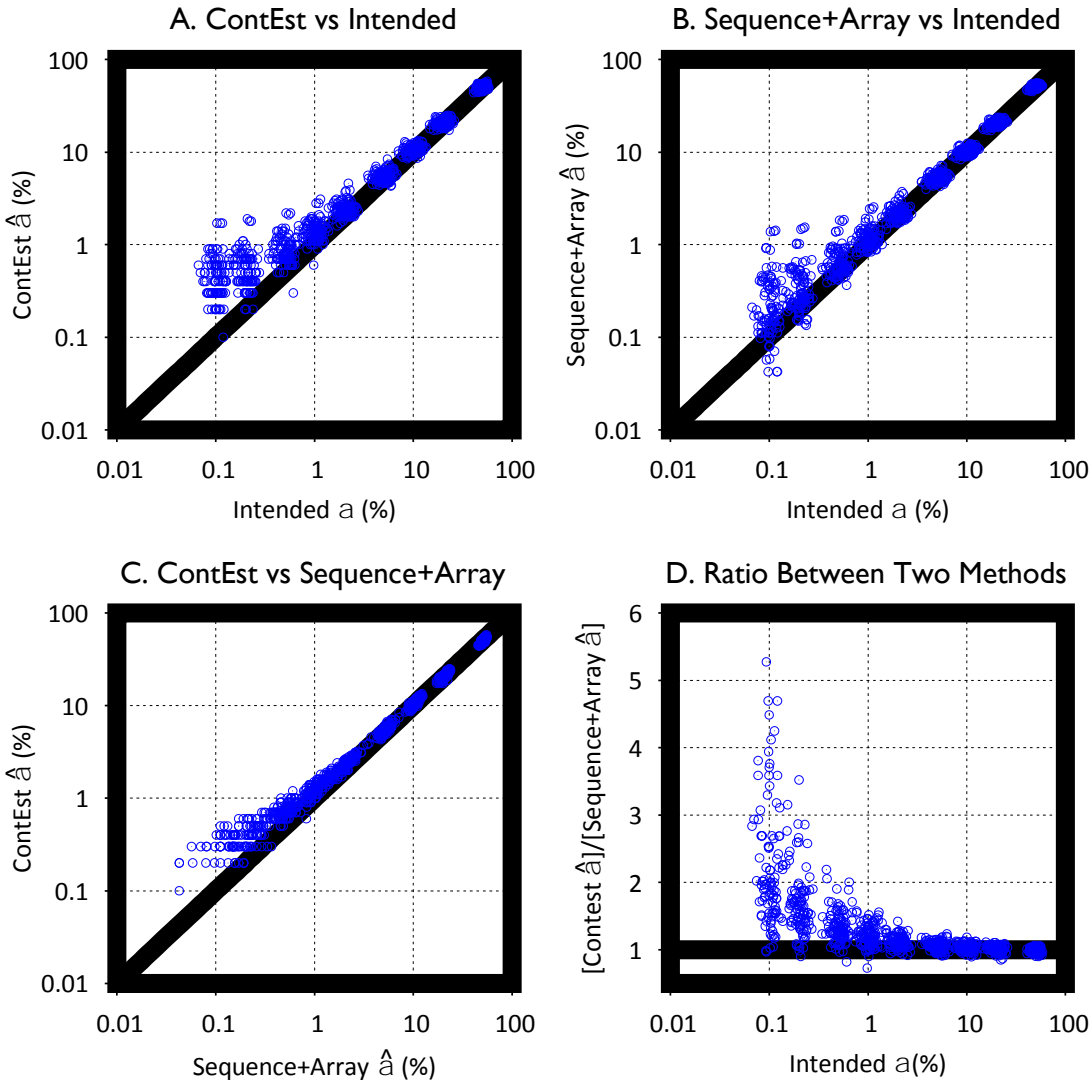 A. ContEst vs Intended
100
10
1
0.1
0.01
ContEst â (%)
0.01 0.1 1 10 100
Intended a (%)
B. Sequence+Array vs Intended
100
10
1
0.1
0.01
Sequence+Array â (%)
0.01 0.1 1 10 100
Intended a (%)
C. ContEst vs Sequence+Array
100
10
1
0.1
0.01
ContEst â (%)
0.01 0.1 1 10 100
Sequence+Array â (%)
D. Ratio Between Two Methods
6
5
4
3
2
1
[Contest â]/[Sequence+Array â]
0.01 0.1 1 10 100
Intended a(%)